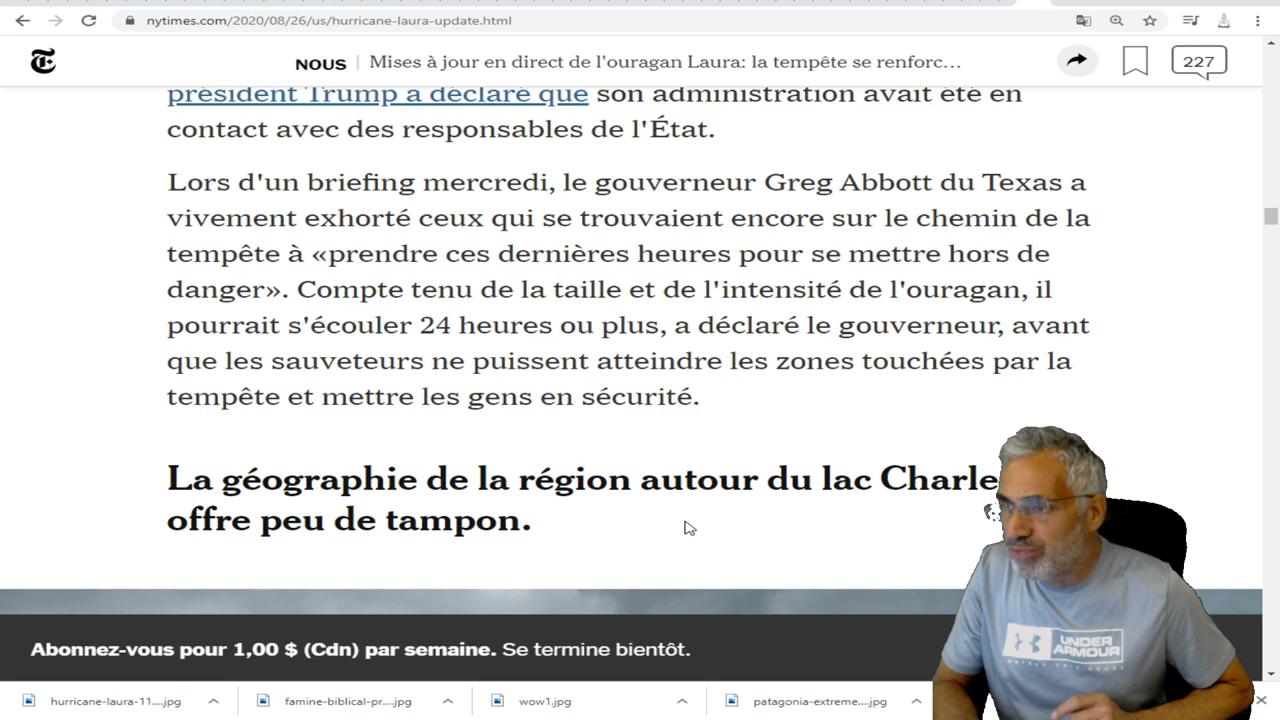 nytimes.com/2020/08/26/us/hurricane-laura-update.html
NOUS | Mises à jour en direct de l'ouragan Laura: la tempête se renforc…
227
président Trump a déclaré que son administration avait été en
contact avec des responsables de l'État.
Lors d'un briefing mercredi, le gouverneur Greg Abbott du Texas a
vivement exhorté ceux qui se trouvaient encore sur le chemin de la
tempête à «prendre ces dernières heures pour se mettre hors de
danger». Compte tenu de la taille et de l'intensité de l'ouragan, il
pourrait s'écouler 24 heures ou plus, a déclaré le gouverneur, avant
que les sauveteurs ne puissent atteindre les zones touchées par la
tempête et mettre les gens en sécurité.
La géographie de la région autour du lac Charle
offre peu de tampon.
Abonnez-vous pour 1,00 $ (Cdn) par semaine. Se termine bientôt.
UNDER
ARMOUR
hurricane-laura-11....jpg
famine-biblical-pr....jpg
wow1.jpg
patagonia-extreme....jpg